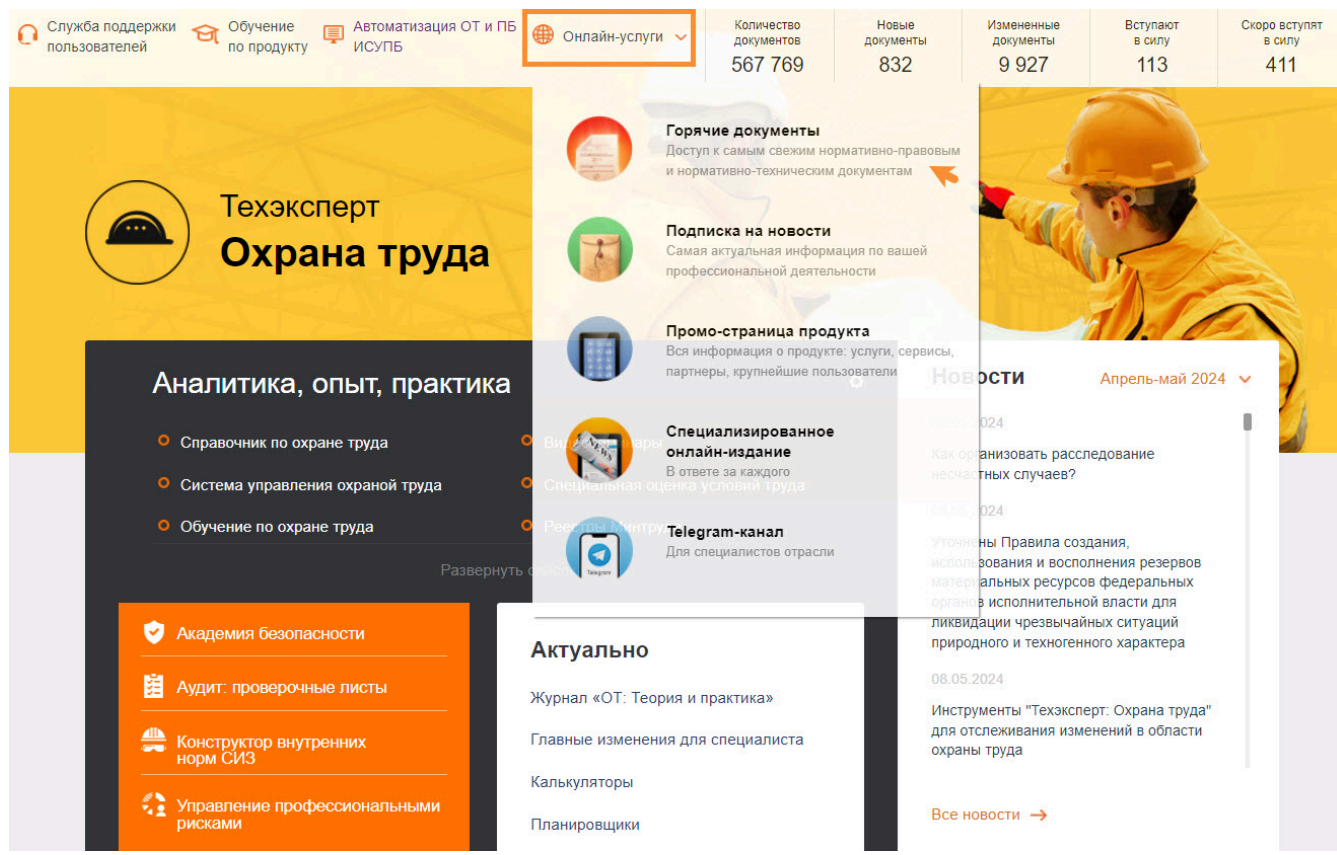 Служба поддержки
пользователей
Обучение
по продукту
Автоматизация ОТ и ПБ
ИСУПБ
Онлайн-услуги
Количество
документов
567 769
Новые
документы
832
Измененные
документы
9 927
Вступают
в силу
113
Скоро вступят
в силу
411
Техэксперт
Охрана труда
Горячие документы
Доступ к самым свежим нормативно-правовым
и нормативно-техническим документам
Подписка на новости
Самая актуальная информация по вашей
профессиональной деятельности
Промо-страница продукта
Вся информация о продукте: услуги, сервисы,
партнеры, крупнейшие пользователи
Специализированное
онлайн-издание
В ответе за каждого
NEWS
Telegram-канал
Для специалистов отрасли
Telegram
Аналитика, опыт, практика
Справочник по охране труда
Система управления охраной труда
Обучение по охране труда
Специальная оценка условий труда
Реестры
Развернуть
Новости
Апрель-май 2024
2024
Как организовать расследование
несчастных случаев?
2024
Уточнены Правила создания,
использования и восполнения резервов
материальных ресурсов федеральных
органов исполнительной власти для
ликвидации чрезвычайных ситуаций
природного и техногенного характера
08.05.2024
Инструменты "Техэксперт: Охрана труда"
для отслеживания изменений в области
охраны труда
Все новости
Академия безопасности
Аудит: проверочные листы
Конструктор внутренних
норм СИЗ
Управление профессиональными
рисками
Актуально
Журнал «ОТ: Теория и практика»
Главные изменения для специалиста
Калькуляторы
Планировщики